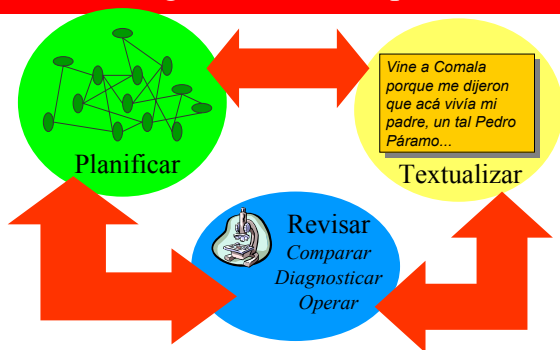 Planificar
Vine a Comala
porque me dijeron
que acá vivía mi
padre, un tal Pedro
Páramo...
Textualizar
Revisar
Comparar
Diagnosticar
Operar